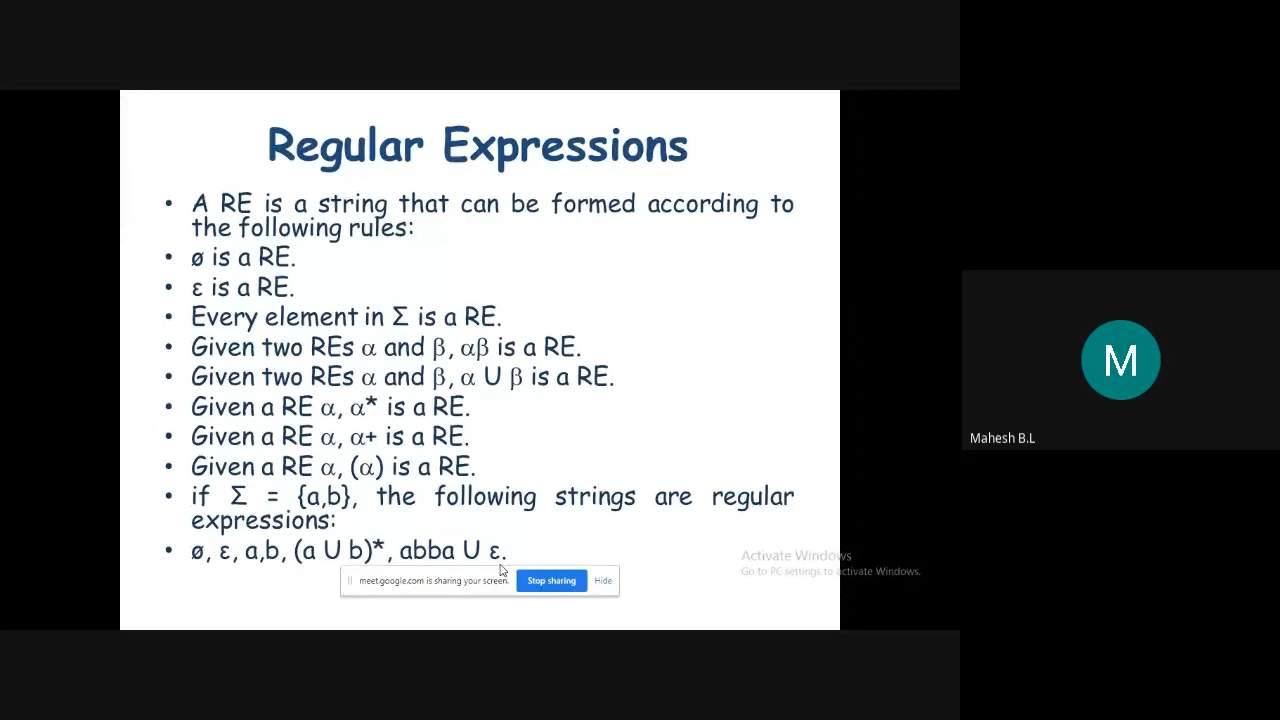 Regular Expressions
• A RE is a string that can be formed according to
the following rules:
• ø is a RE.
• ε is a RE.
• Every element in Σ is a RE.
• Given two REs α and β, αβ is a RE.
• Given two REs α and β, α U β is a RE.
• Given a RE α, α* is a RE.
• Given a RE α, α+ is a RE.
• Given a RE α, (α) is a RE.
• if Σ = {a,b}, the following strings are regular
expressions:
• ø, ε, a,b, (a U b)*, abba U ε.
meet.google.com is sharing your screen. Stop sharing Hide
Activate Windows
Go to PC settings to activate Windows.
M
Mahesh B.L